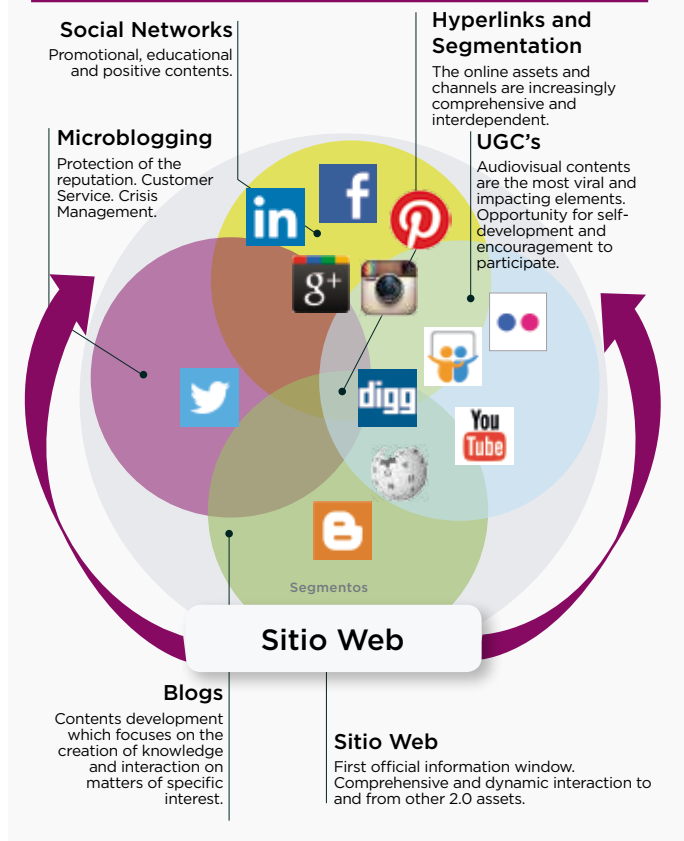 Social Networks
Promotional, educational
and positive contents.
Hyperlinks and
Segmentation
The online assets and
channels are increasingly
comprehensive and
interdependent.
Microblogging
Protection of the
reputation. Customer
Service. Crisis
Management.
UGC's
Audiovisual contents
are the most viral and
impacting elements.
Opportunity for self-
development and
encouragement to
participate.
in
f
g+
digg
You
Tube
Segmentos
Sitio Web
Blogs
Contents development
which focuses on the
creation of knowledge
and interaction on
matters of specific
interest.
Sitio Web
First official information window.
Comprehensive and dynamic interaction to
and from other 2.0 assets.